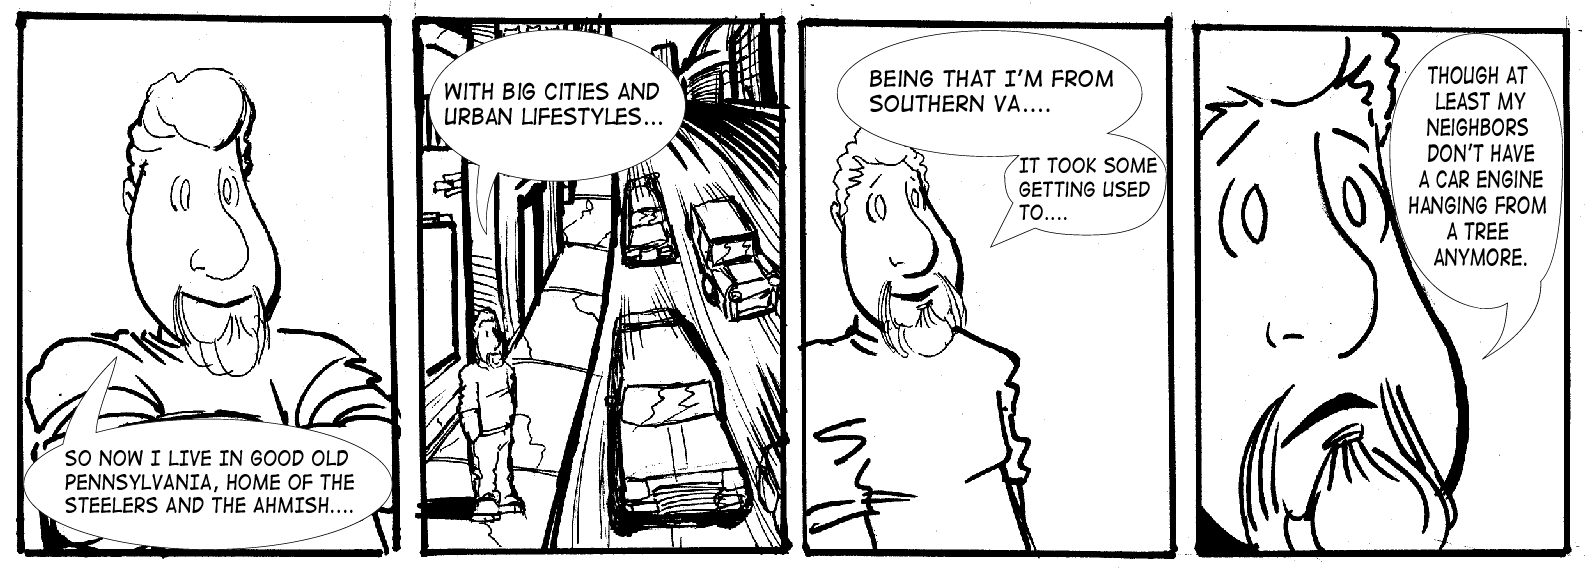 SO NOW I LIVE IN GOOD OLD
PENNSYLVANIA, HOME OF THE
STEELERS AND THE AHMISH....
WITH BIG CITIES AND
URBAN LIFESTYLES...
BEING THAT I'M FROM
SOUTHERN VA....
IT TOOK SOME
GETTING USED
TO....
THOUGH AT
LEAST MY
NEIGHBORS
DON'T HAVE
A CAR ENGINE
HANGING FROM
A TREE
ANYMORE.